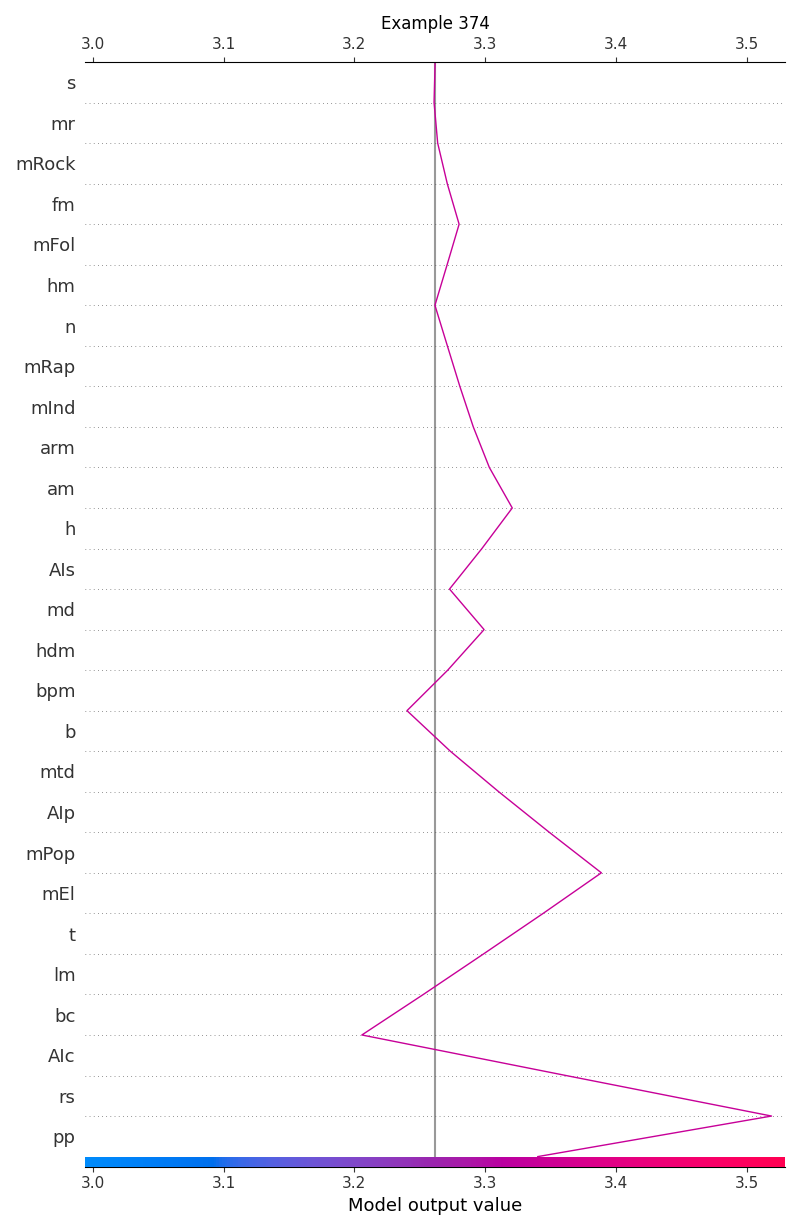 Example 374
3.0 3.1 3.2 3.3 3.4 3.5
s
mr
mRock
fm
mFol
hm
n
mRap
mInd
arm
am
h
AIs
md
hdm
bpm
b
mtd
AIp
mPop
mEl
t
lm
bc
AIc
rs
pp
3.0 3.1 3.2 3.3 3.4 3.5
Model output value